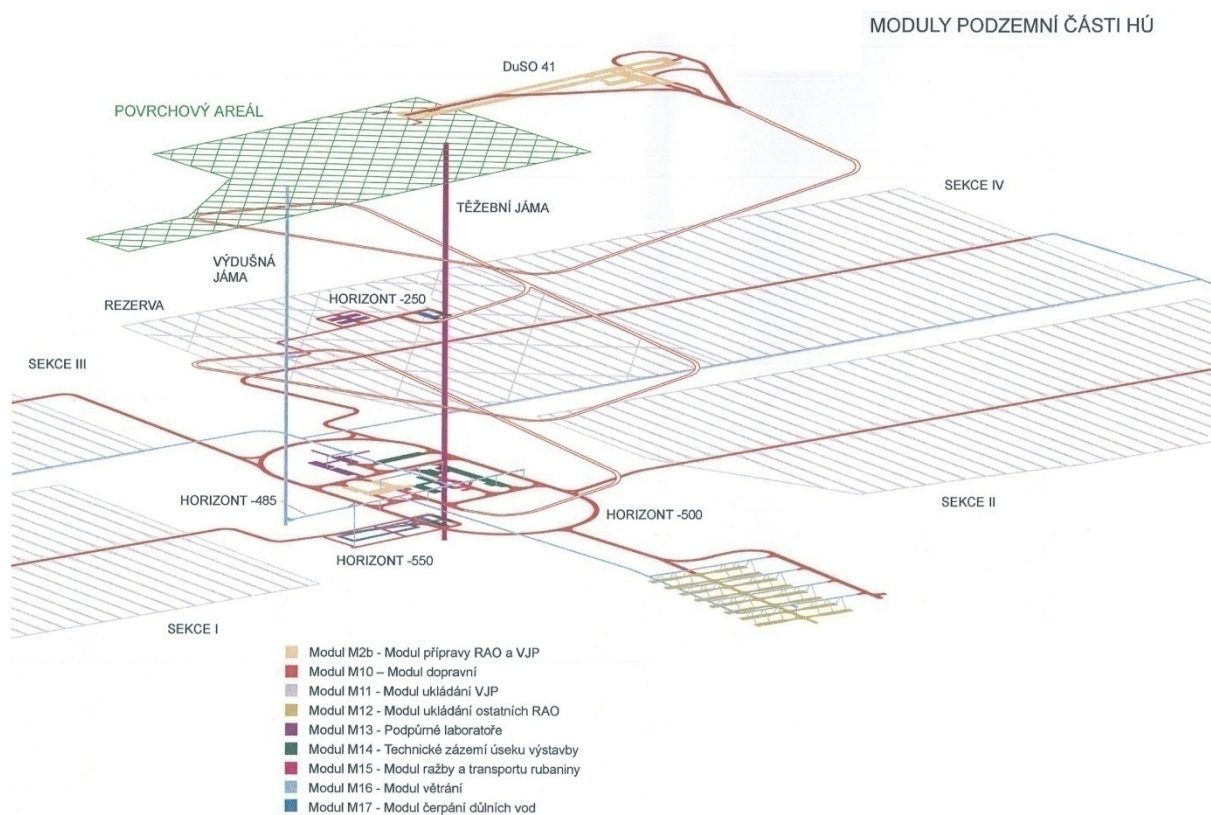 MODULY PODZEMNÍ ČÁSTI HÚ
DuSO 41
POVRCHOVÝ AREÁL
SEKCE IV
TĚŽEBNÍ JÁMA
VÝDUŠNÁ
JÁMA
HORIZONT -250
REZERVA
SEKCE III
HORIZONT -485
HORIZONT -500
SEKCE II
HORIZONT -550
SEKCE I
Modul M2b - Modul přípravy RAO a VJP
Modul M10 – Modul dopravní
Modul M11 - Modul ukládání VJP
Modul M12 - Modul ukládání ostatních RAO
Modul M13 - Podpůrné laboratoře
Modul M14 - Technické zázemí úseku výstavby
Modul M15 - Modul ražby a transportu rubaniny
Modul M16 - Modul větrání
Modul M17 - Modul čerpání důlních vod